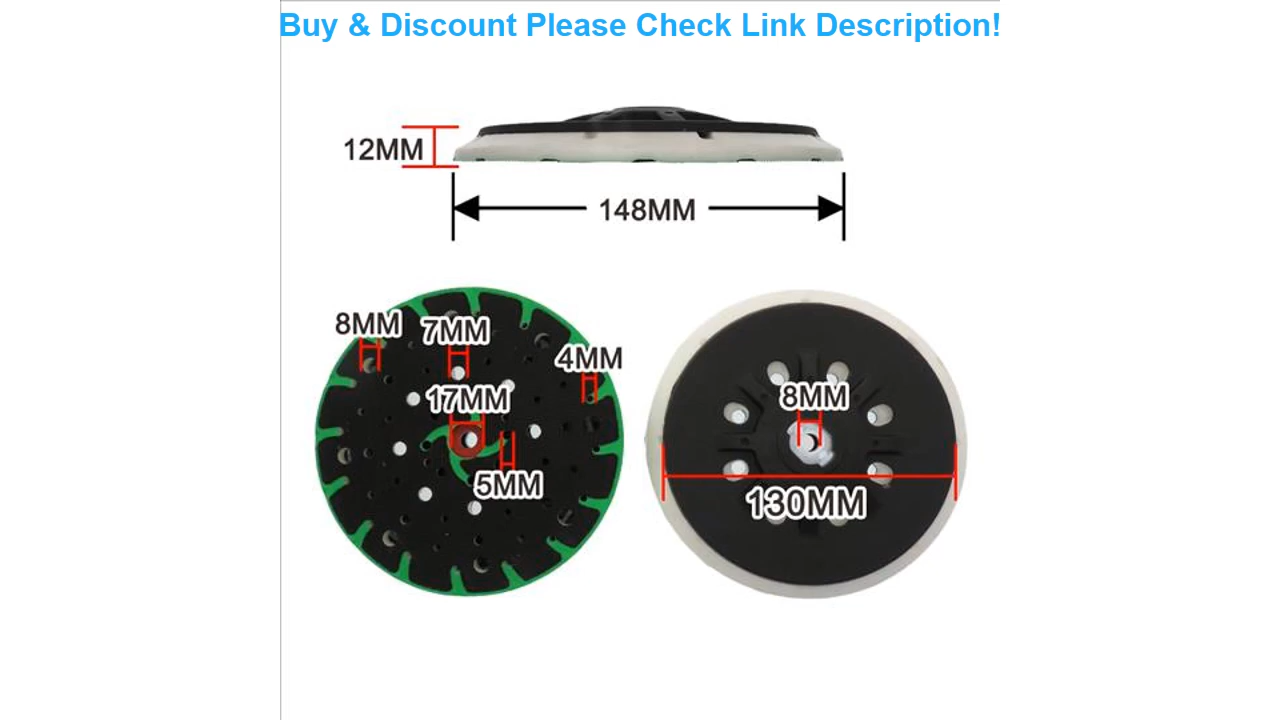 Buy & Discount Please Check Link Description!
12MM
148MM
8MM
7MM
4MM
17MM
5MM
8MM
130MM